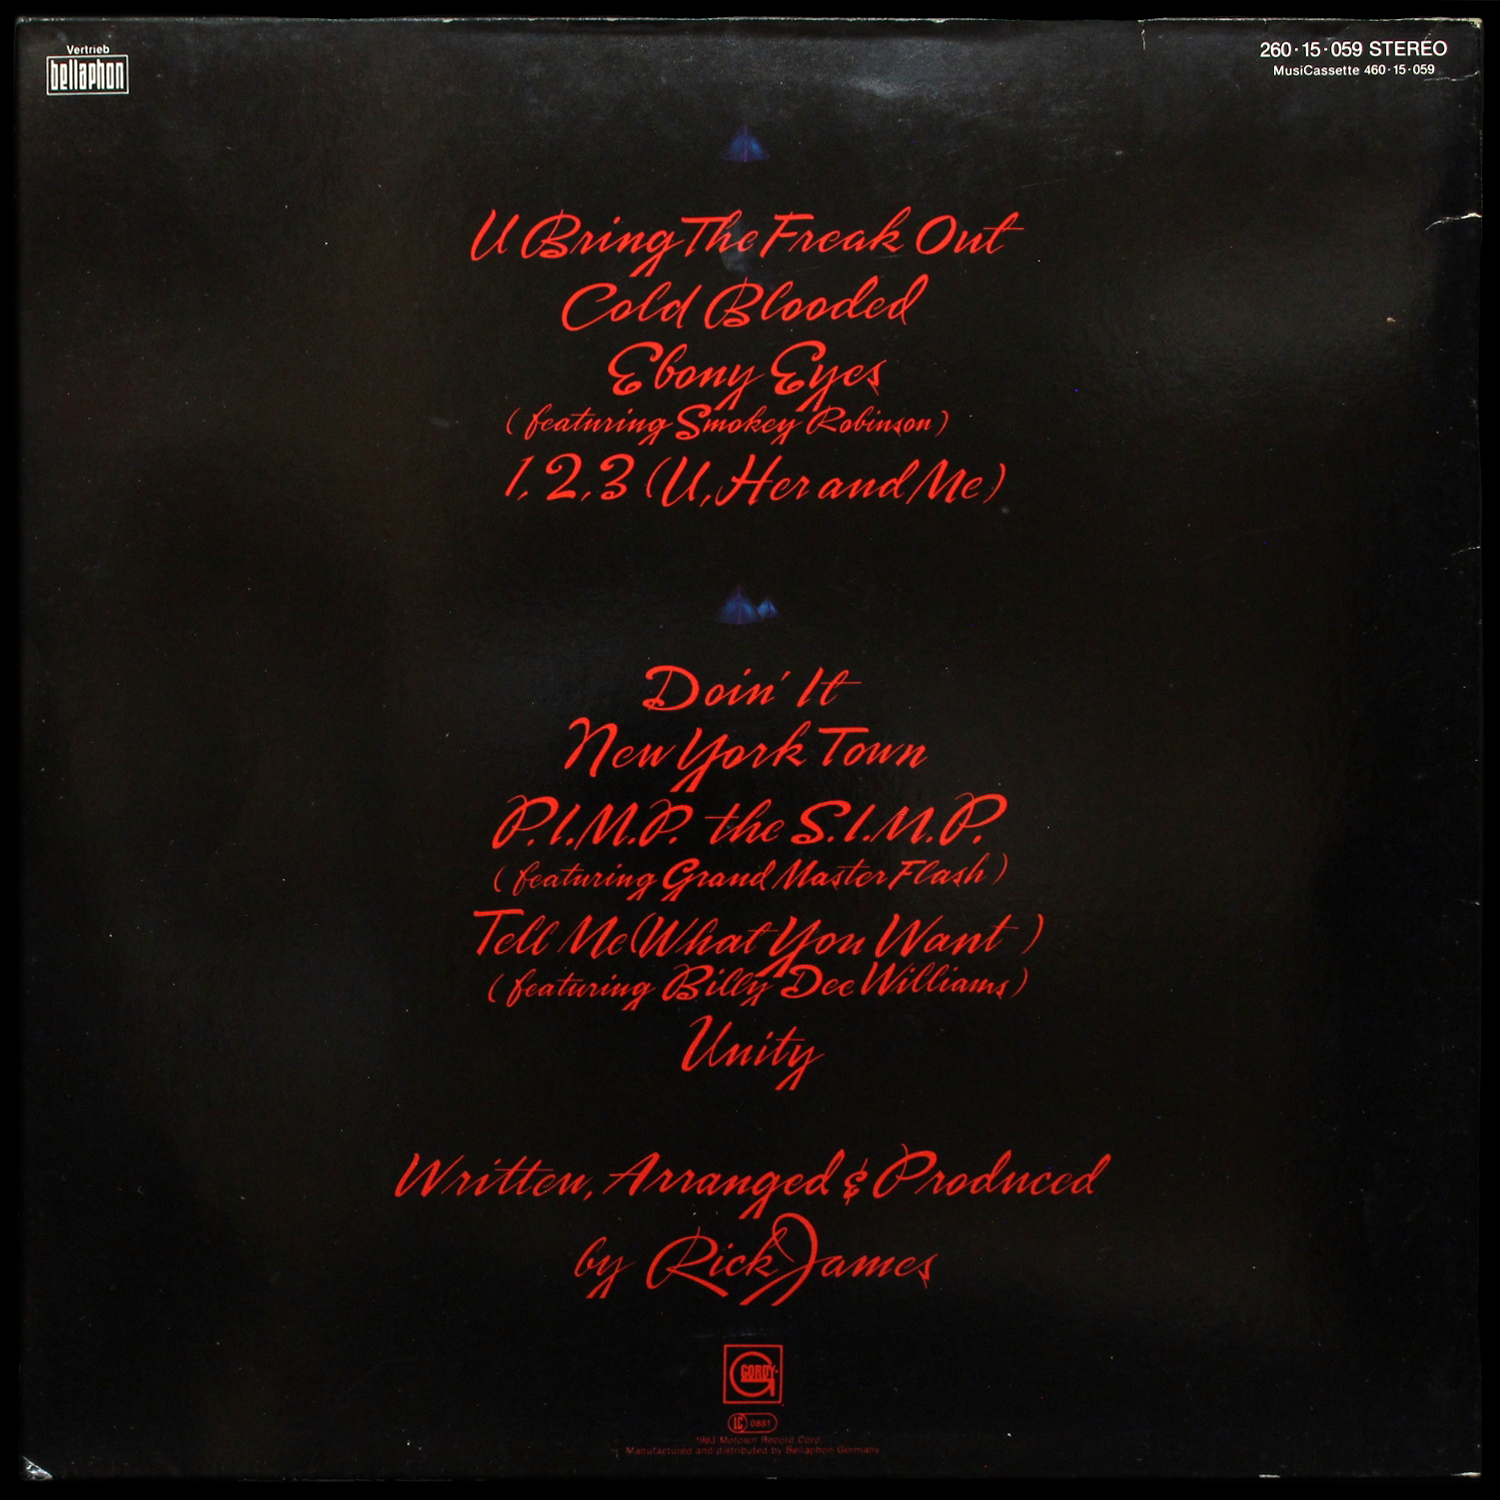 Vertrieb
bellaphon
260·15·059 STEREO
MusiCassette 460·15·059
U Bring The Freak Out
Cold Blooded
Ebony Eyes
(featuring Smokey Robinson)
1,2,3 (U, Her and Me)
Doin' It
New York Town
P.I.M.P. the S.I.M.P.
(featuring Grand Master Flash)
Tell Me (What You Want)
(featuring Billy Dee Williams)
Unity
Written, Arranged & Produced
by Rick James
GORDY
LC 0881
1983 Motown Record Corp.
Manufactured and distributed by Bellaphon Germany